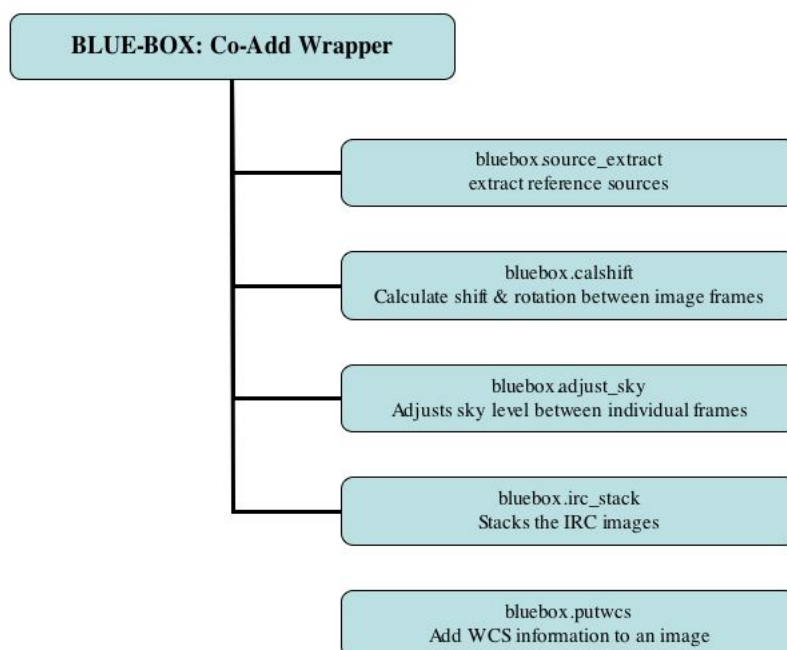 BLUE-BOX: Co-Add Wrapper
bluebox.source_extract
extract reference sources
bluebox.calshift
Calculate shift & rotation between image frames
bluebox.adjust_sky
Adjusts sky level between individual frames
bluebox.irc_stack
Stacks the IRC images
bluebox.putwcs
Add WCS information to an image